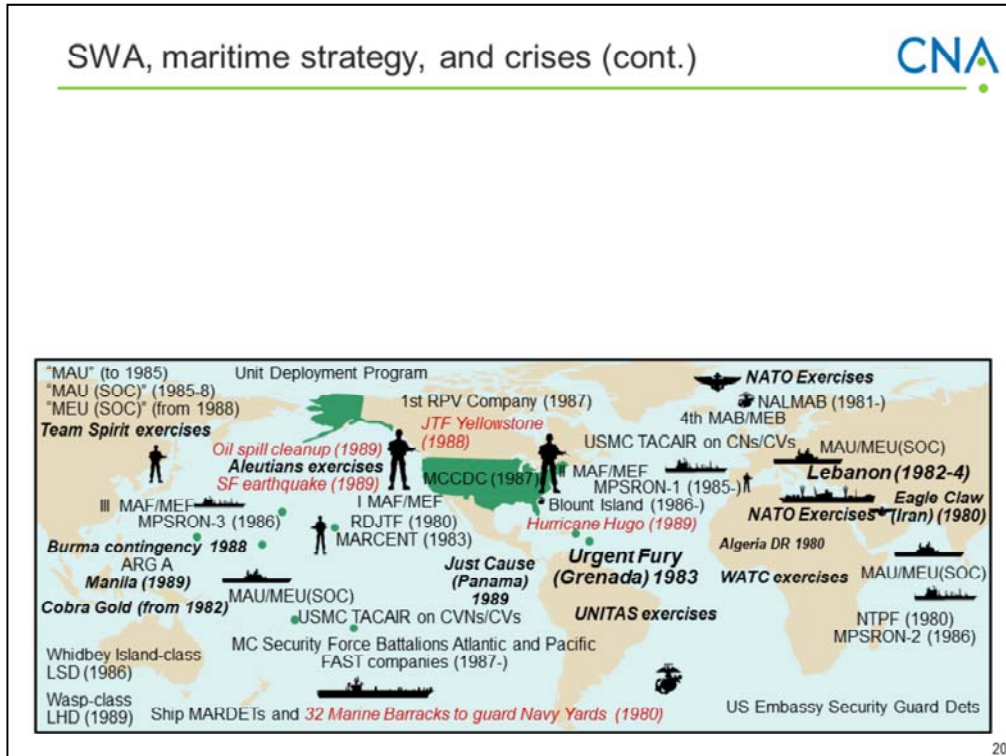 SWA, maritime strategy, and crises (cont.)
CNA
"MAU" (to 1985)
"MAU (SOC)" (1985-8)
"MEU (SOC)" (from 1988)
Team Spirit exercises
Unit Deployment Program
1st RPV Company (1987)
JTF Yellowstone
(1988)
Oil spill cleanup (1989)
Aleutians exercises
SF earthquake (1989)
MCCDC (1987)
NATO Exercises
NALMAB (1981-)
4th MAB/MEB
USMC TACAIR on CNs/CVs
II MAF/MEF
MPSRON-1 (1985-)
MAU/MEU(SOC)
Lebanon (1982-4)
III MAF/MEF
MPSRON-3 (1986)
I MAF/MEF
RDJTF (1980)
MARCENT (1983)
Blount Island (1986-)
Hurricane Hugo (1989)
NATO Exercises
Eagle Claw
(Iran) (1980)
Burma contingency 1988
ARG A
Manila (1989)
Cobra Gold (from 1982)
MAU/MEU(SOC)
Just Cause
(Panama)
1989
Urgent Fury
(Grenada) 1983
Algeria DR 1980
WATC exercises
MAU/MEU(SOC)
USMC TACAIR on CVNs/CVs
UNITAS exercises
NTPF (1980)
MPSRON-2 (1986)
MC Security Force Battalions Atlantic and Pacific
FAST companies (1987-)
Whidbey Island-class
LSD (1986)
Wasp-class
LHD (1989)
Ship MARDETs and 32 Marine Barracks to guard Navy Yards (1980)
US Embassy Security Guard Dets
20